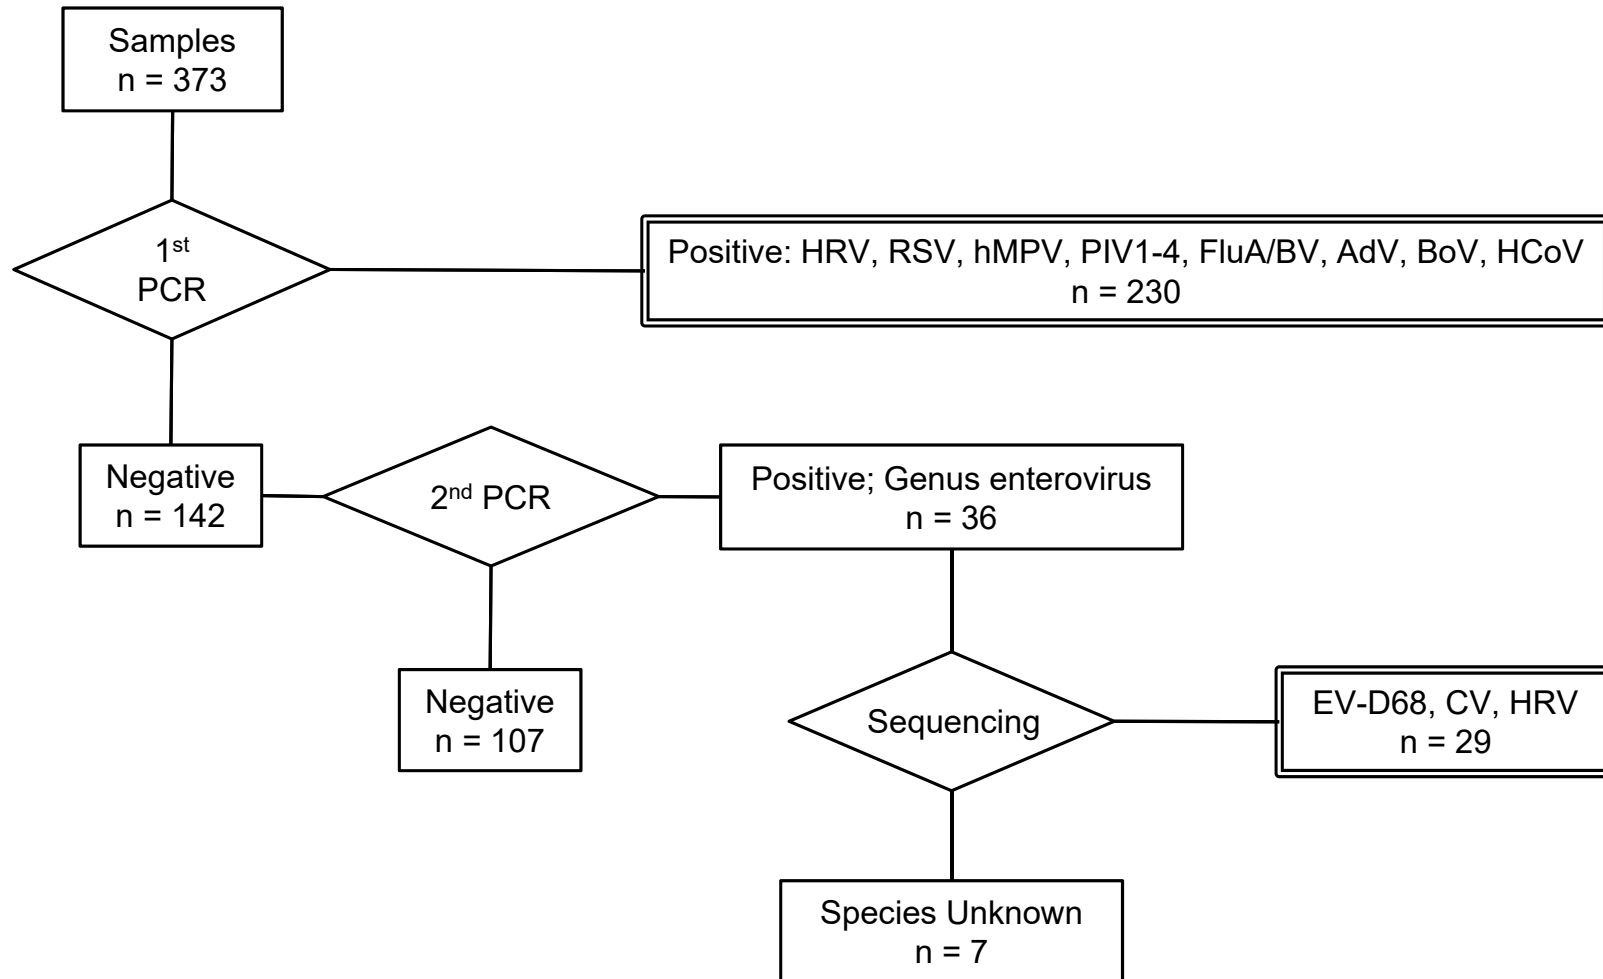 Samples
n = 373
1st
PCR
Positive: HRV, RSV, hMPV, PIV1-4, FluA/BV, AdV, BoV, HCoV
n = 230
Negative
n = 142
2nd PCR
Positive; Genus enterovirus
n = 36
Negative
n = 107
Sequencing
EV-D68, CV, HRV
n = 29
Species Unknown
n = 7